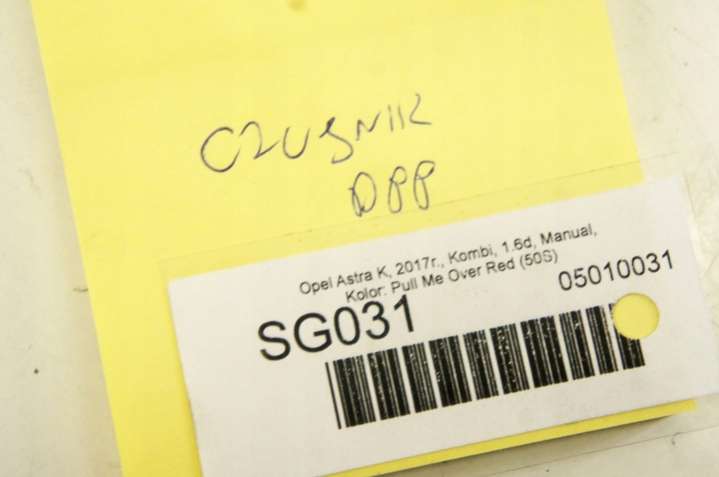 CZUJNIK
DPP
Opel Astra K, 2017r., Kombi, 1.6d, Manual,
Kolor: Pull Me Over Red (50S)
SG031
05010031